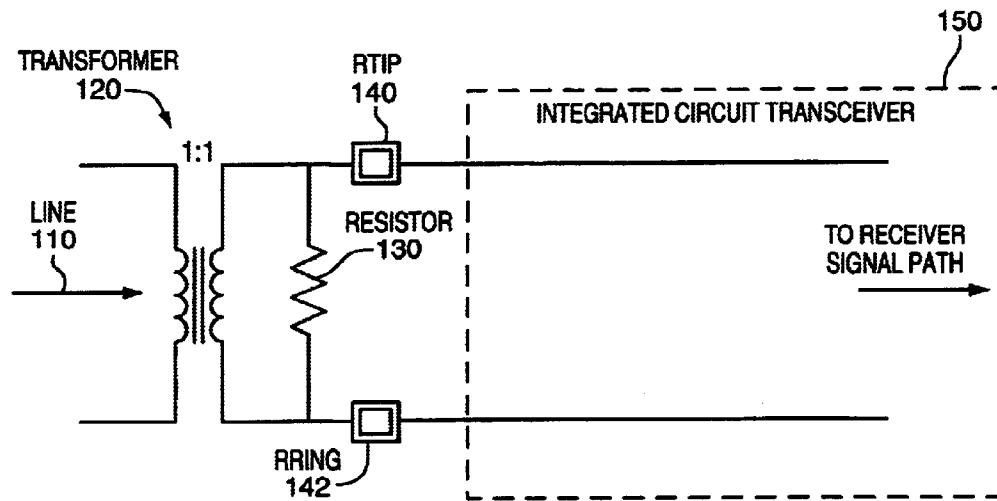 150
TRANSFORMER
120
RTIP
140
INTEGRATED CIRCUIT TRANSCEIVER
1:1
LINE
110
RESISTOR
130
TO RECEIVER
SIGNAL PATH
RRING
142